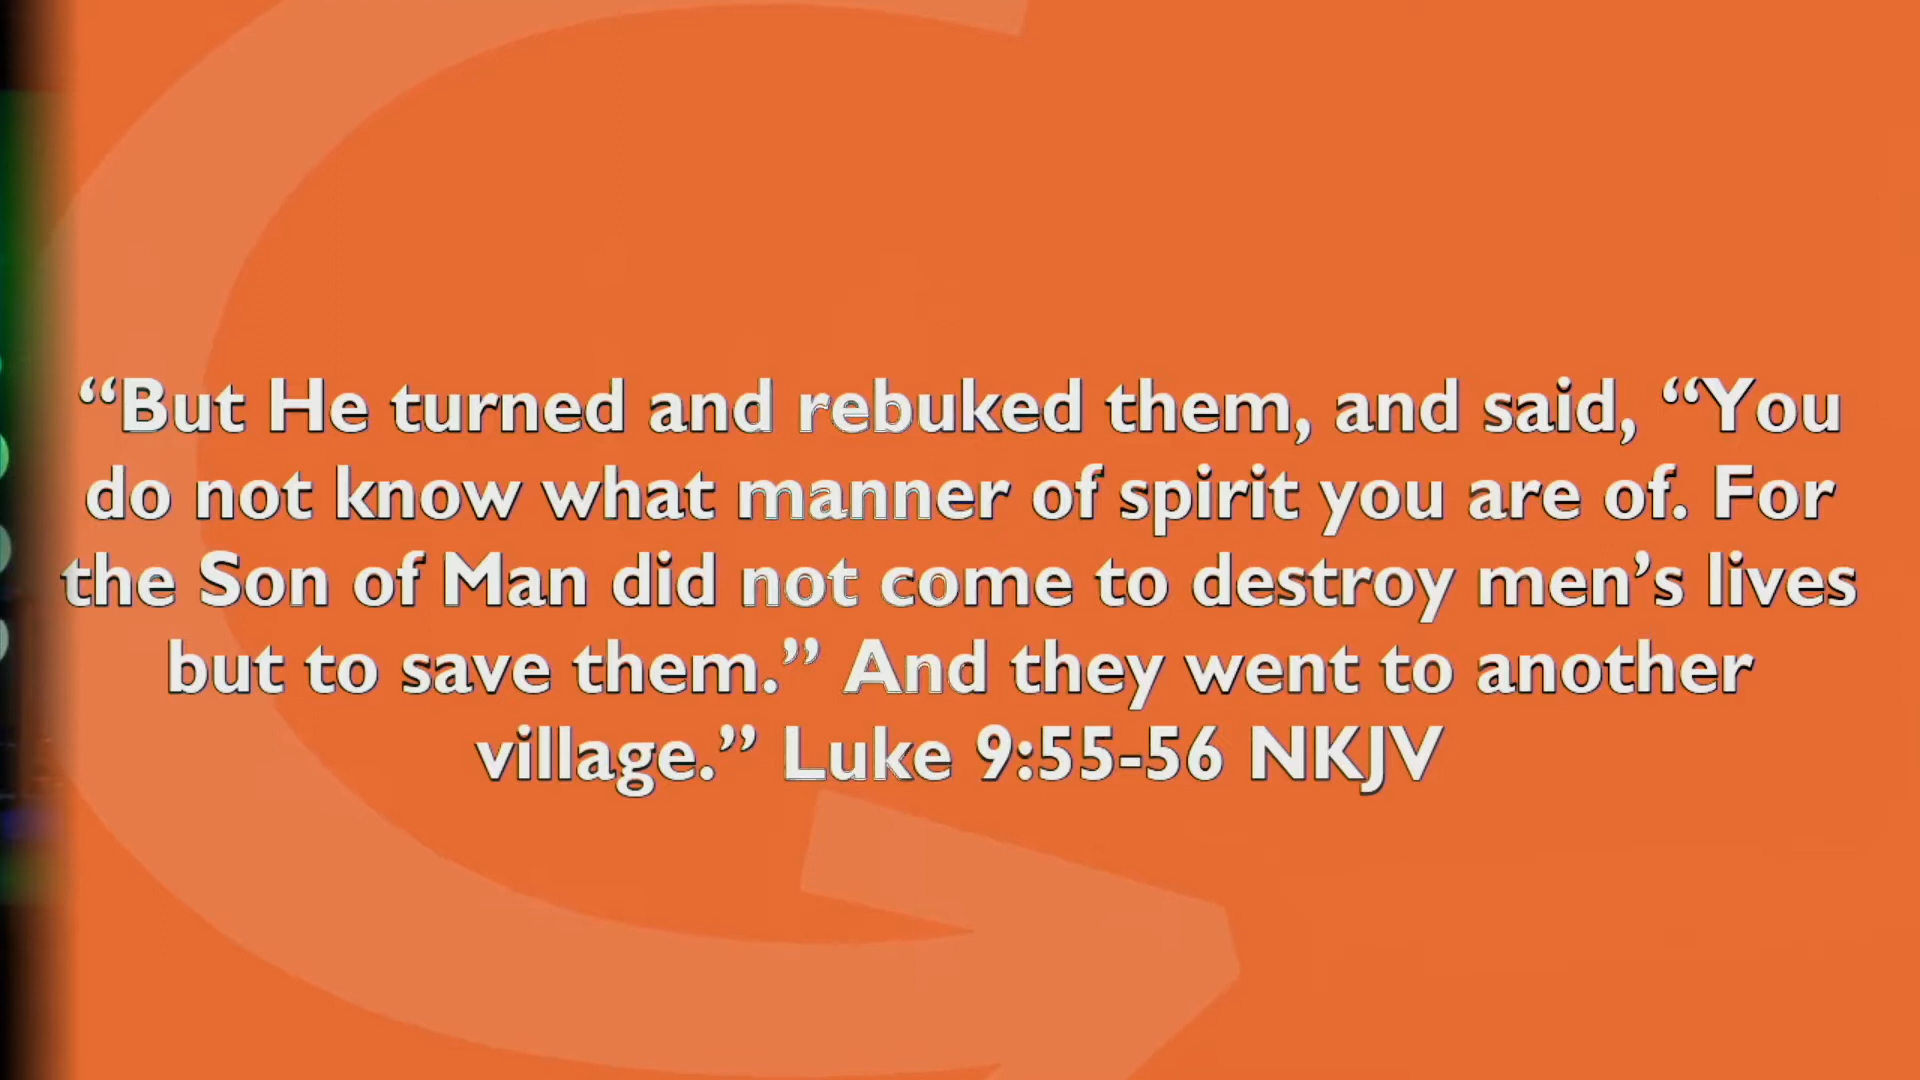 “But He turned and rebuked them, and said, “You
do not know what manner of spirit you are of. For
the Son of Man did not come to destroy men’s lives
but to save them.” And they went to another
village.” Luke 9:55-56 NKJV